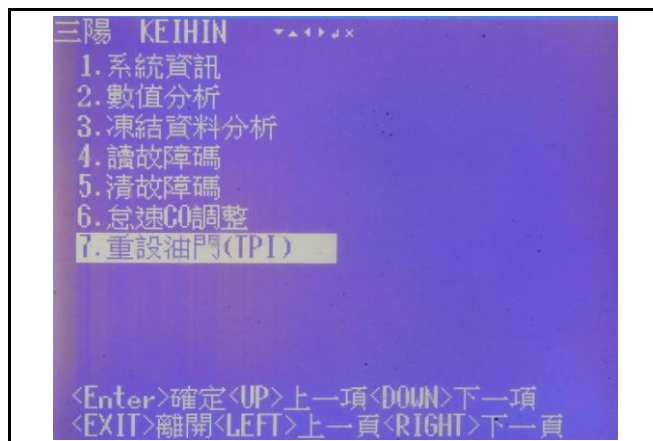 三陽 KEIHIN ▼▲◀▶↲×
1.系統資訊
2.數值分析
3.凍結資料分析
4.讀故障碼
5.清故障碼
6.怠速CO調整
7.重設油門(TPI)
<Enter>確定<UP>上一項<DOWN>下一項
<EXIT>離開<LEFT>上一頁<RIGHT>下一頁